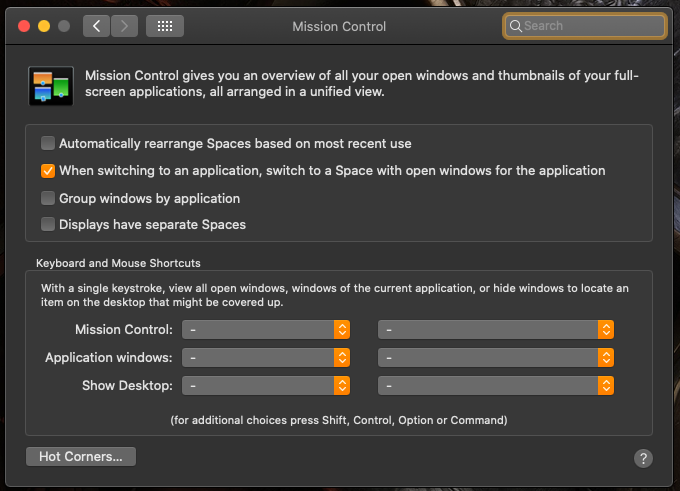 Mission Control
Search
Mission Control gives you an overview of all your open windows and thumbnails of your full-
screen applications, all arranged in a unified view.
Automatically rearrange Spaces based on most recent use
When switching to an application, switch to a Space with open windows for the application
Group windows by application
Displays have separate Spaces
Keyboard and Mouse Shortcuts
With a single keystroke, view all open windows, windows of the current application, or hide windows to locate an
item on the desktop that might be covered up.
Mission Control: - -
Application windows: - -
Show Desktop: - -
(for additional choices press Shift, Control, Option or Command)
Hot Corners... ?